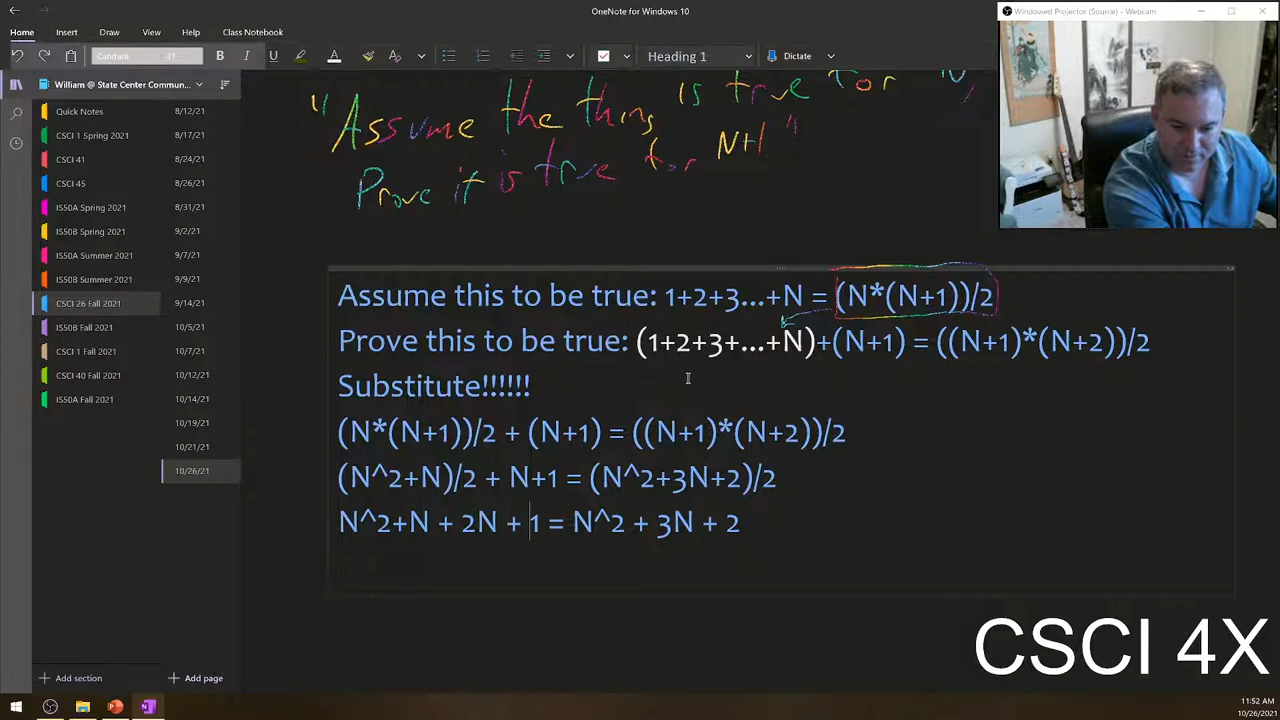 OneNote for Windows 10
Windowed Projector (Source) - Webcam
Home Insert Draw View Help Class Notebook
Candara 37 B I U A Heading 1 Dictate
William @ State Center Commun...
Quick Notes
CSCI 1 Spring 2021
CSCI 41
CSCI 45
IS50A Spring 2021
IS50B Spring 2021
IS50A Summer 2021
IS50B Summer 2021
CSCI 26 Fall 2021
IS50B Fall 2021
CSCI 1 Fall 2021
CSCI 40 Fall 2021
IS50A Fall 2021
8/12/21
8/17/21
8/24/21
8/26/21
8/31/21
9/2/21
9/7/21
9/9/21
9/14/21
10/5/21
10/7/21
10/12/21
10/14/21
10/19/21
10/21/21
10/26/21
"Assume the thing is true for N,
Prove it is true for N+1"
Assume this to be true: 1+2+3...+N = (N*(N+1))/2
Prove this to be true: (1+2+3+...+N)+(N+1) = ((N+1)*(N+2))/2
Substitute!!!!!!
(N*(N+1))/2 + (N+1) = ((N+1)*(N+2))/2
(N^2+N)/2 + N+1 = (N^2+3N+2)/2
N^2+N + 2N + 1 = N^2 + 3N + 2
CSCI 4X
Add section
Add page
11:52 AM
10/26/2021